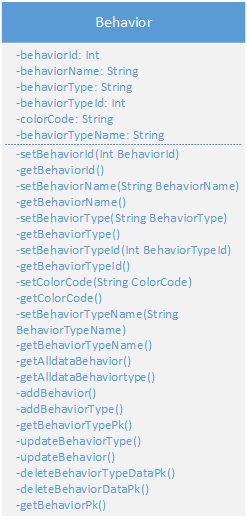 Behavior
-behaviorId: Int
-behaviorName: String
-behaviorType: String
-behaviorTypeId: Int
-colorCode: String
-behaviorTypeName: String
-setBehaviorId(Int BehaviorId)
-getBehaviorId()
-setBehaviorName(String BehaviorName)
-getBehaviorName()
-setBehaviorType(String BehaviorType)
-getBehaviorType()
-setBehaviorTypeId(Int BehaviorTypeId)
-getBehaviorTypeId()
-setColorCode(String ColorCode)
-getColorCode()
-setBehaviorTypeName(String
BehaviorTypeName)
-getBehaviorTypeName()
-getAlldataBehavior()
-getAlldataBehaviortype()
-addBehavior()
-addBehaviorType()
-getBehaviorTypePk()
-updateBehaviorType()
-updateBehavior()
-deleteBehaviorTypeDataPk()
-deleteBehaviorDataPk()
-getBehaviorPk()